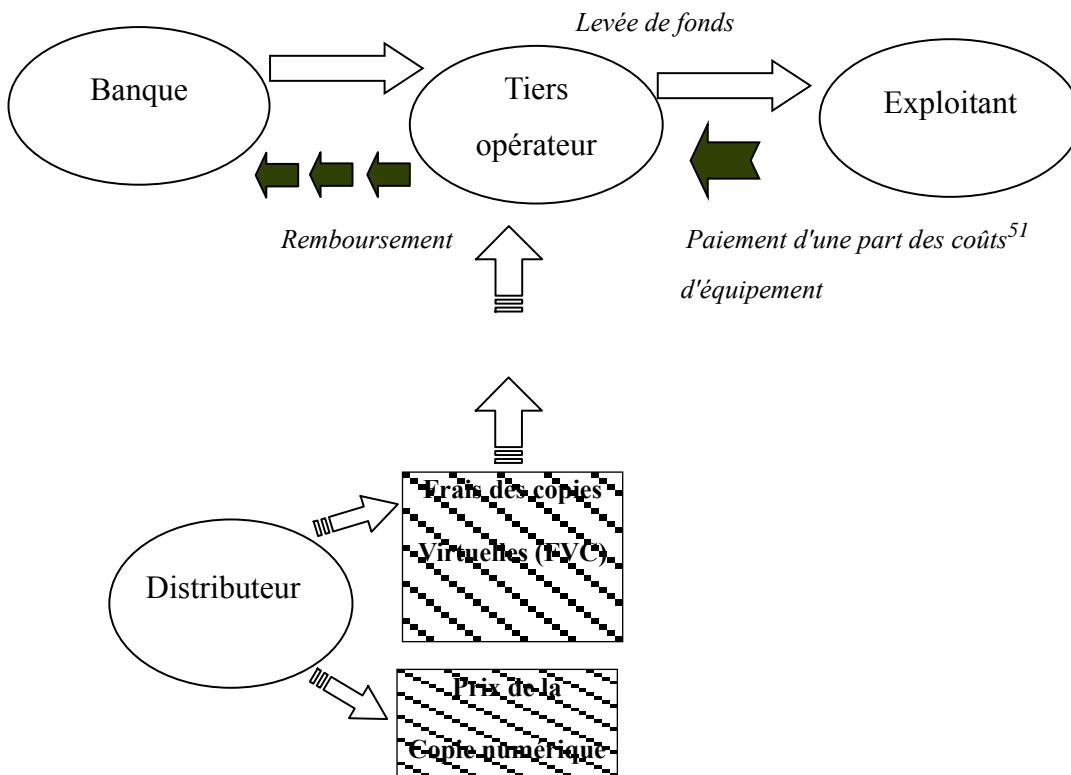 Levée de fonds
Banque
Tiers
opérateur
Exploitant
Remboursement
Paiement d'une part des coûts51
d'équipement
Frais des copies
Virtuelles (FVC)
Distributeur
Prix de la
Copie numérique